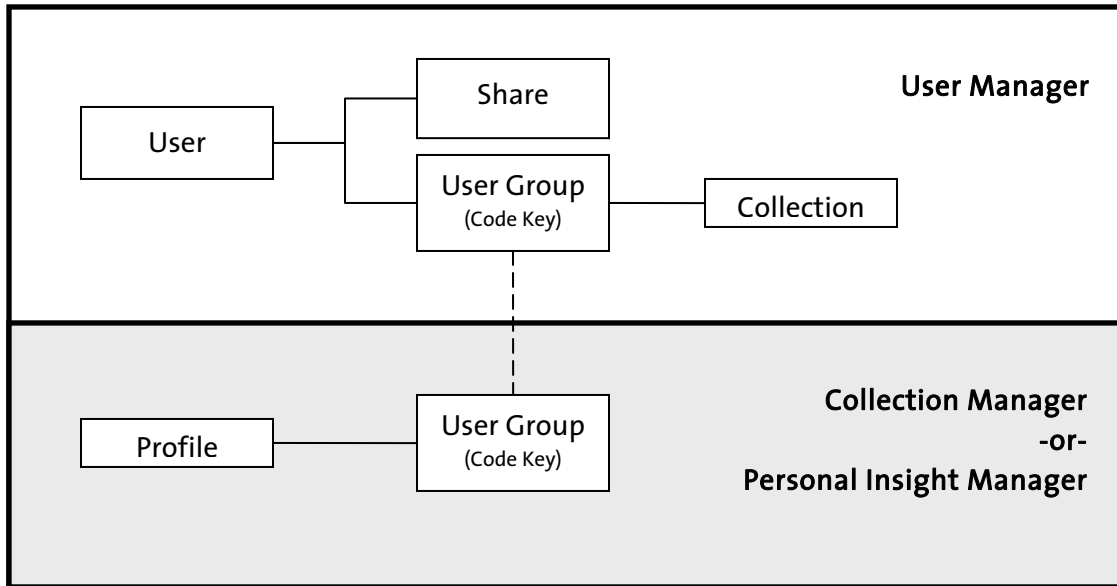 User Manager
Share
User
User Group
(Code Key)
Collection
Collection Manager
-or-
Personal Insight Manager
User Group
(Code Key)
Profile